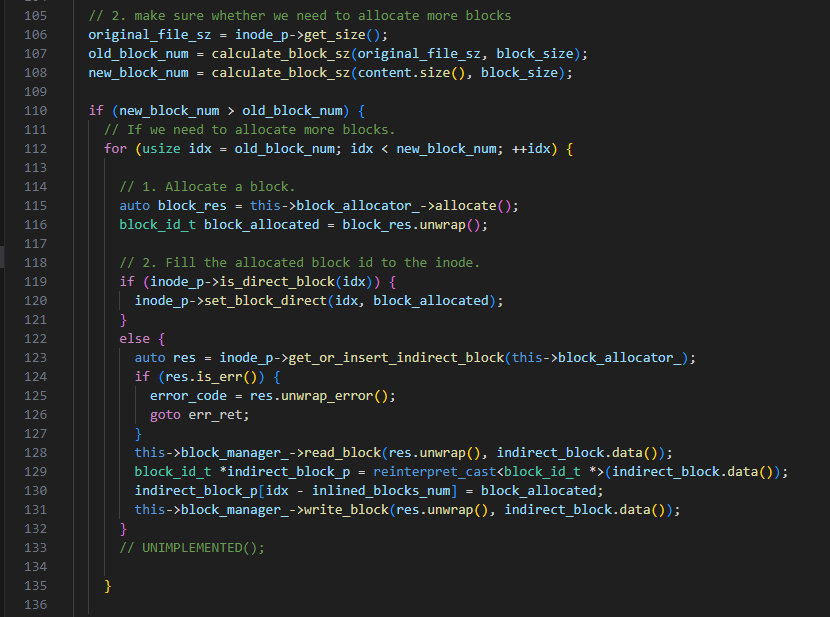 105 // 2. make sure whether we need to allocate more blocks
106 original_file_sz = inode_p->get_size();
107 old_block_num = calculate_block_sz(original_file_sz, block_size);
108 new_block_num = calculate_block_sz(content.size(), block_size);
109
110 if (new_block_num > old_block_num) {
111 // If we need to allocate more blocks.
112 for (usize idx = old_block_num; idx < new_block_num; ++idx) {
113
114 // 1. Allocate a block.
115 auto block_res = this->block_allocator_->allocate();
116 block_id_t block_allocated = block_res.unwrap();
117
118 // 2. Fill the allocated block id to the inode.
119 if (inode_p->is_direct_block(idx)) {
120 inode_p->set_block_direct(idx, block_allocated);
121 }
122 else {
123 auto res = inode_p->get_or_insert_indirect_block(this->block_allocator_);
124 if (res.is_err()) {
125 error_code = res.unwrap_error();
126 goto err_ret;
127 }
128 this->block_manager_->read_block(res.unwrap(), indirect_block.data());
129 block_id_t *indirect_block_p = reinterpret_cast<block_id_t *>(indirect_block.data());
130 indirect_block_p[idx - inlined_blocks_num] = block_allocated;
131 this->block_manager_->write_block(res.unwrap(), indirect_block.data());
132 }
133 // UNIMPLEMENTED();
134
135 }
136